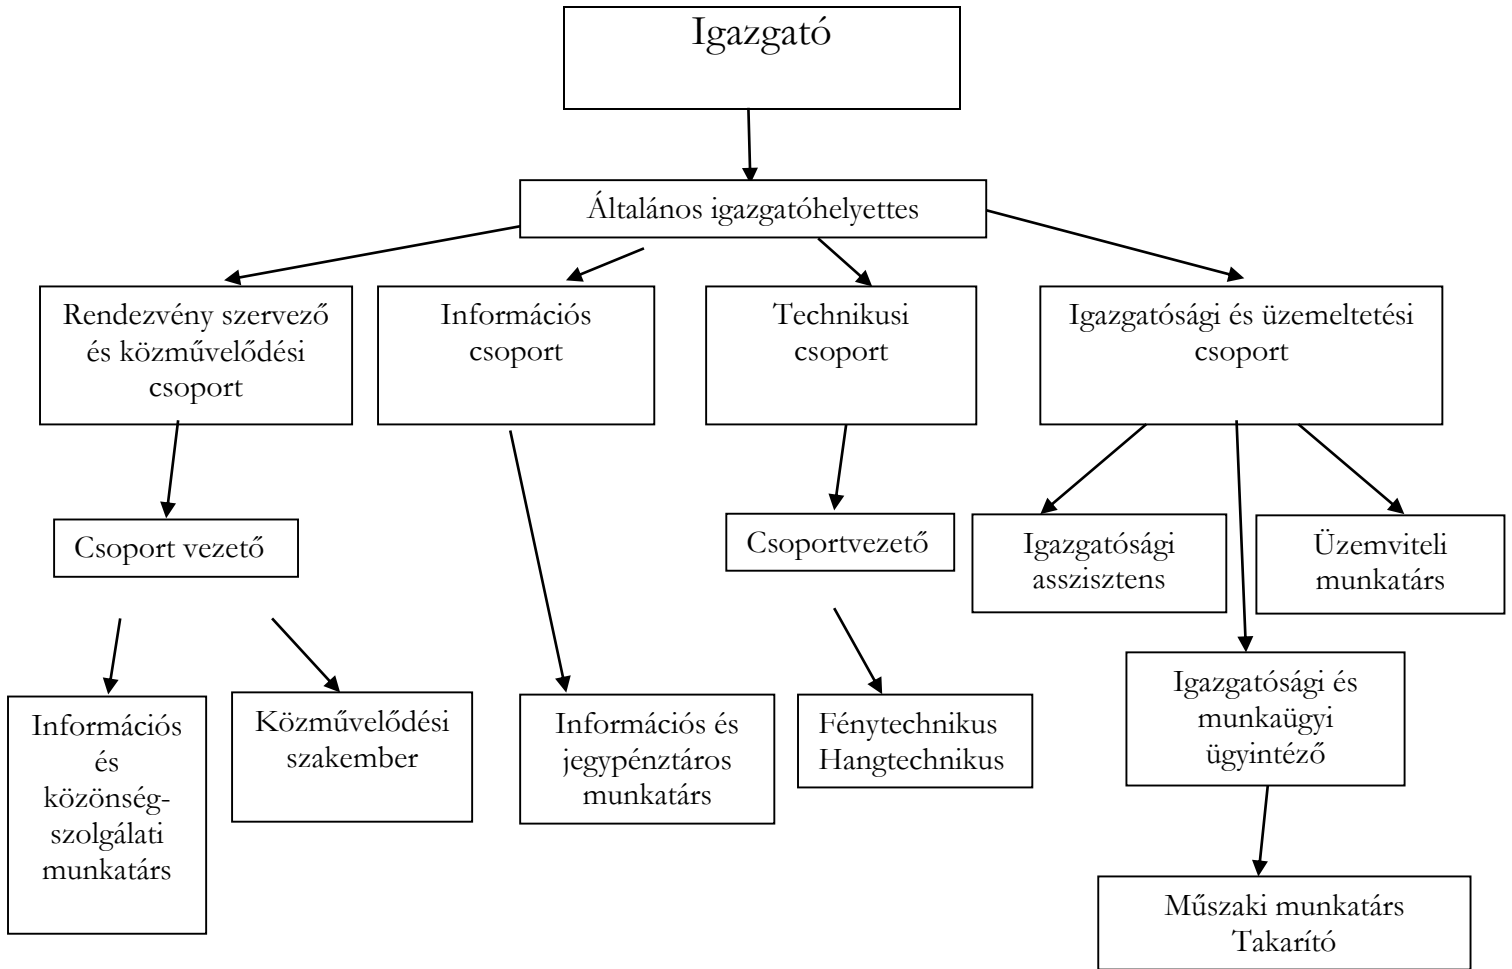 Igazgató
Általános igazgatóhelyettes
Rendezvény szervező
és közművelődési
csoport
Információs
csoport
Technikusi
csoport
Igazgatósági és üzemeltetési
csoport
Csoport vezető
Csoportvezető
Igazgatósági
asszisztens
Üzemviteli
munkatárs
Információs
és
közönség-
szolgálati
munkatárs
Közművelődési
szakember
Információs és
jegypénztáros
munkatárs
Fénytechnikus
Hangtechnikus
Igazgatósági és
munkaügyi
ügyintéző
Műszaki munkatárs
Takarító